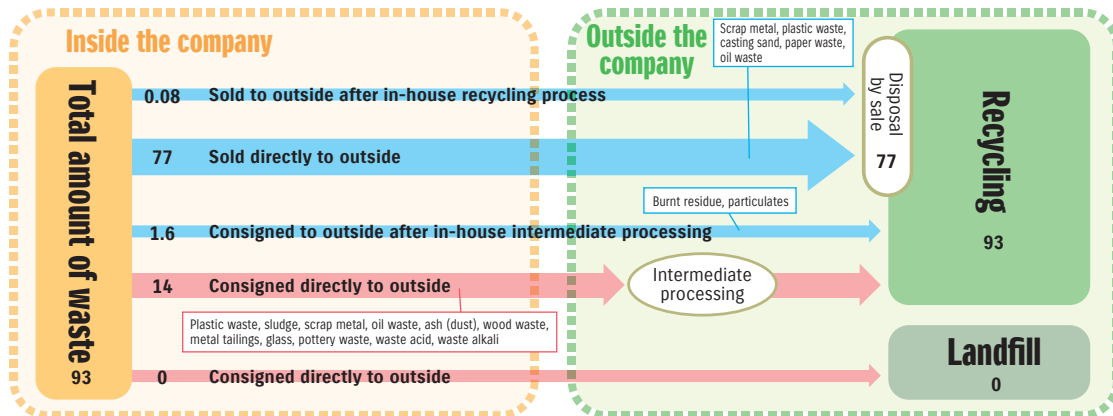 Inside the company
Outside the
company
Scrap metal, plastic waste,
casting sand, paper waste,
oil waste
Total amount of waste
93
0.08 Sold to outside after in-house recycling process
77 Sold directly to outside
Disposal
by sale
77
Recycling
93
Burnt residue, particulates
1.6 Consigned to outside after in-house intermediate processing
14 Consigned directly to outside
Intermediate
processing
Plastic waste, sludge, scrap metal, oil waste, ash (dust), wood waste,
metal tailings, glass, pottery waste, waste acid, waste alkali
0 Consigned directly to outside
Landfill
0